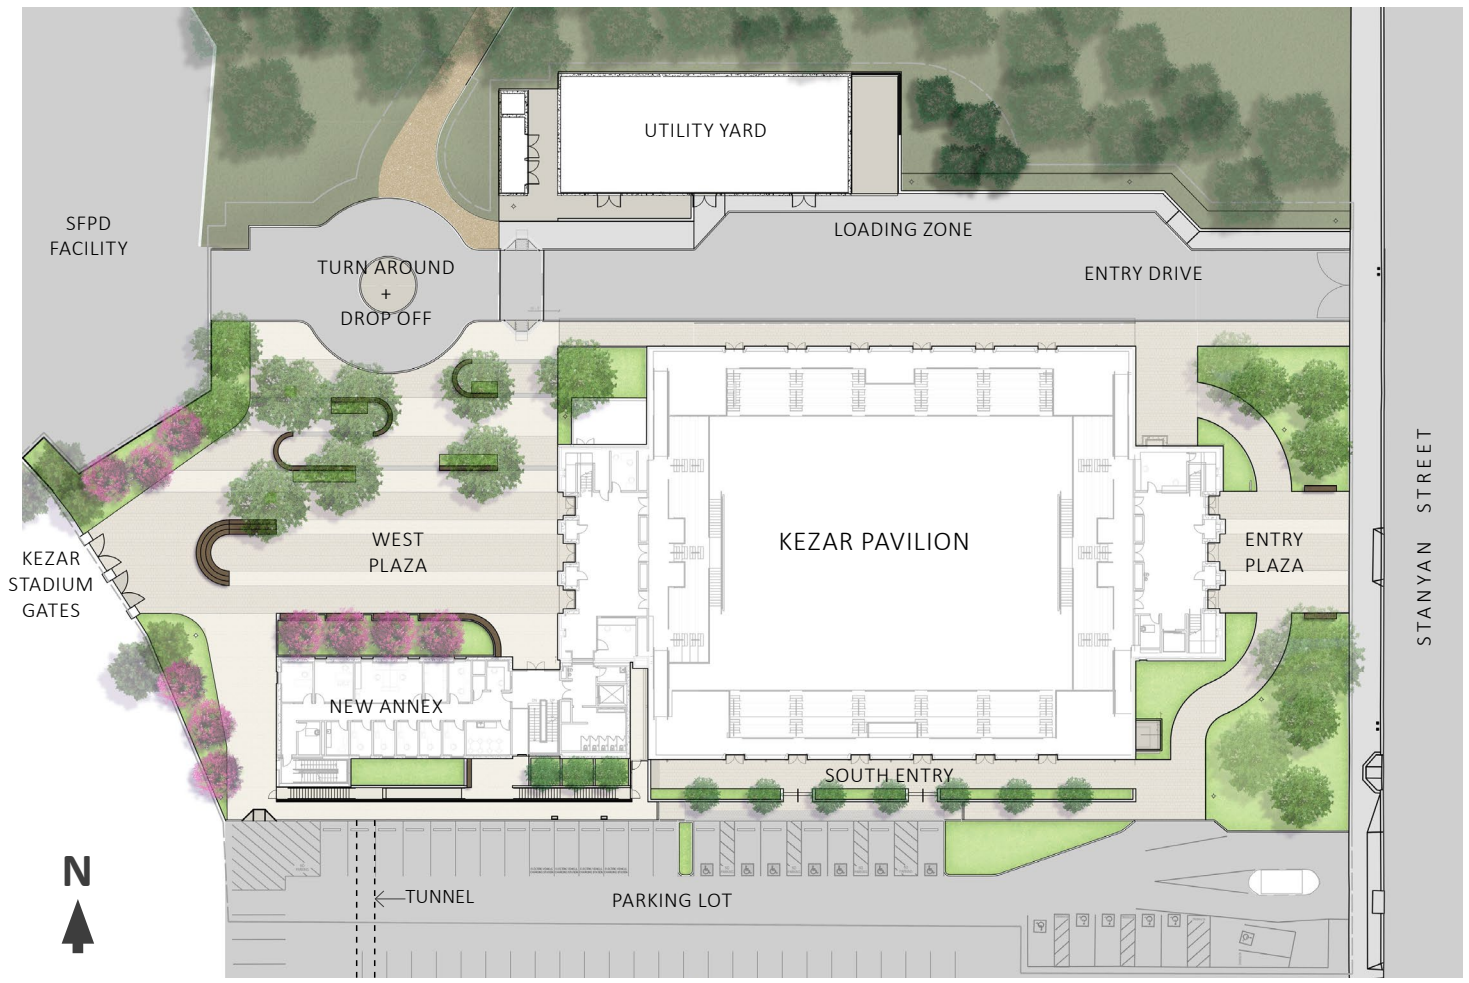 UTILITY YARD
SFPD
FACILITY
LOADING ZONE
TURN AROUND
+
DROP OFF
ENTRY DRIVE
KEZAR
STADIUM
GATES
WEST
PLAZA
KEZAR PAVILION
ENTRY
PLAZA
STANYAN STREET
NEW ANNEX
SOUTH ENTRY
N
TUNNEL
PARKING LOT